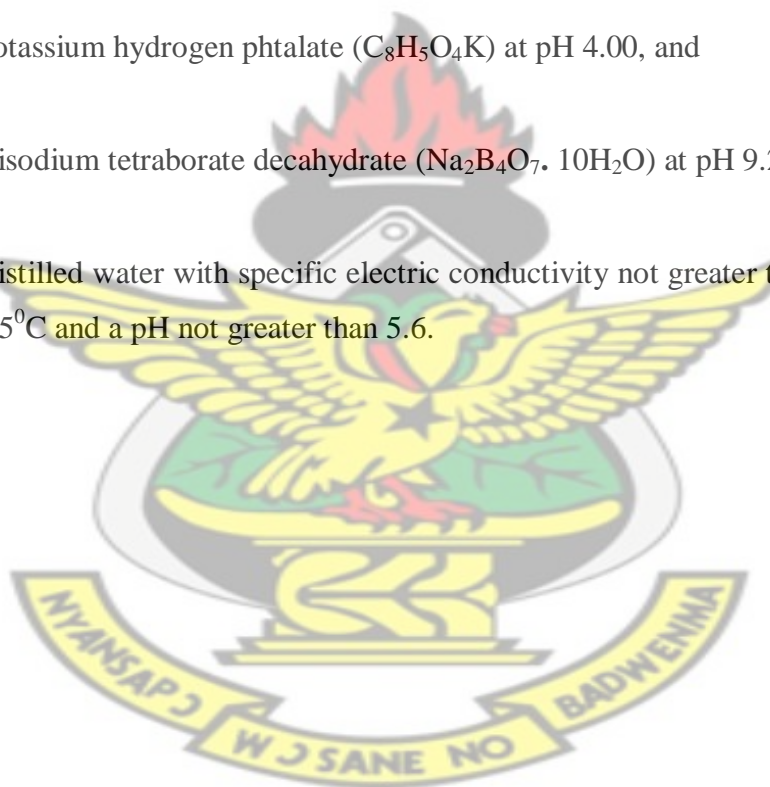 otassium hydrogen phtalate (C₈H₅O₄K) at pH 4.00, and
isodium tetraborate decahydrate (Na₂B₄O₇. 10H₂O) at pH 9.2
istilled water with specific electric conductivity not greater t
5⁰C and a pH not greater than 5.6.
NYANSAPƆ
WƆSANE NO
BADWENMA